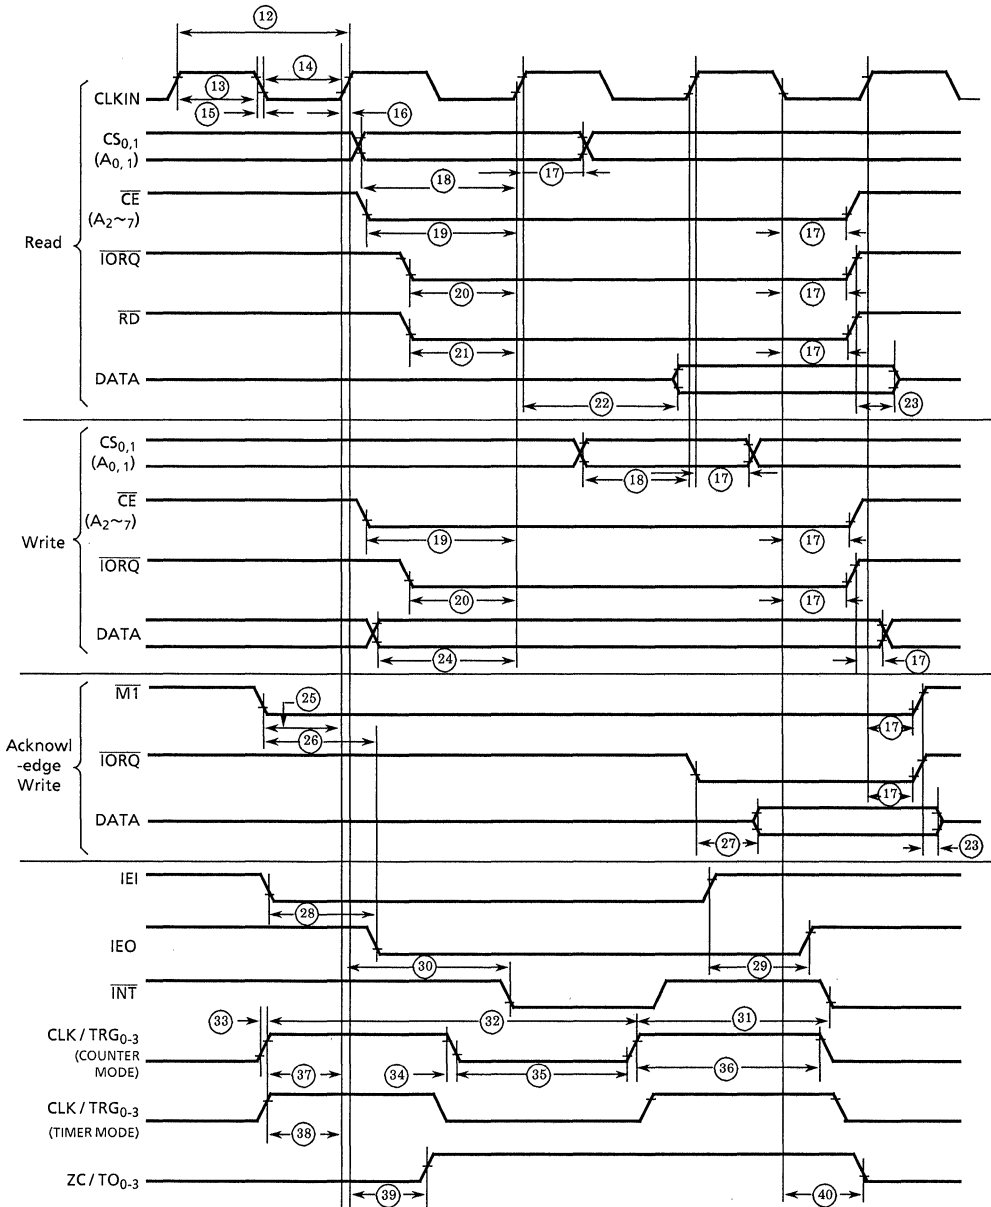 12
14
13
CLKIN
15 16
CS0,1
(A0, 1)
17
18
CE
(A2~7)
19 17
Read
IORQ
20 17
RD
21 17
DATA
22 23
CS0,1
(A0, 1)
18 17
CE
(A2~7)
19 17
Write
IORQ
20 17
DATA
24 17
M1
25
26 17
Acknowl
-edge
Write
IORQ
17
DATA
27 23
IEI
28
IEO
30 29
INT
33 32 31
CLK / TRG0-3
(COUNTER
MODE)
37 34 35 36
CLK / TRG0-3
(TIMER MODE)
38
ZC / TO0-3
39 40